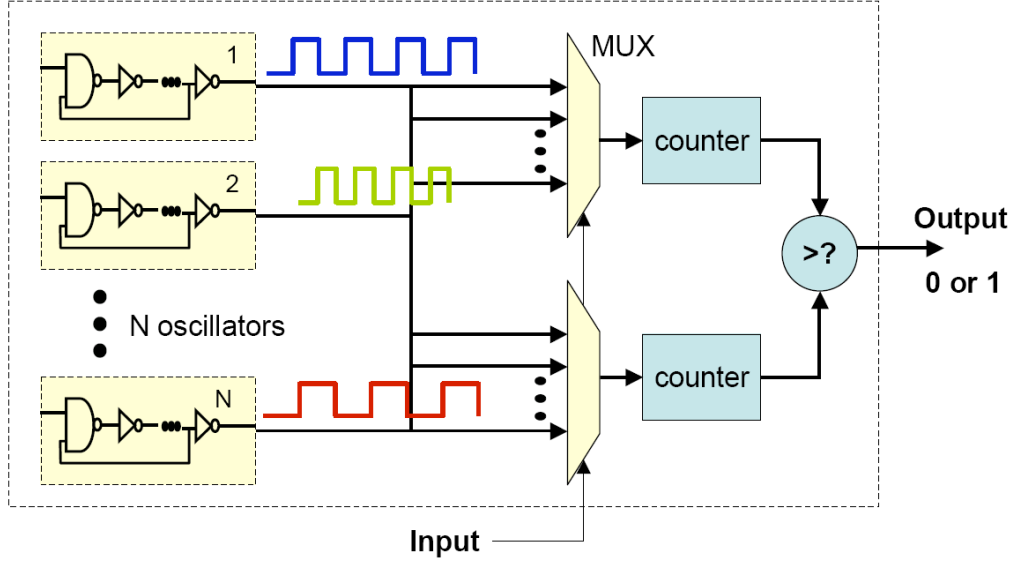 1
MUX
counter
2
Output
>?
0 or 1
N oscillators
counter
N
Input